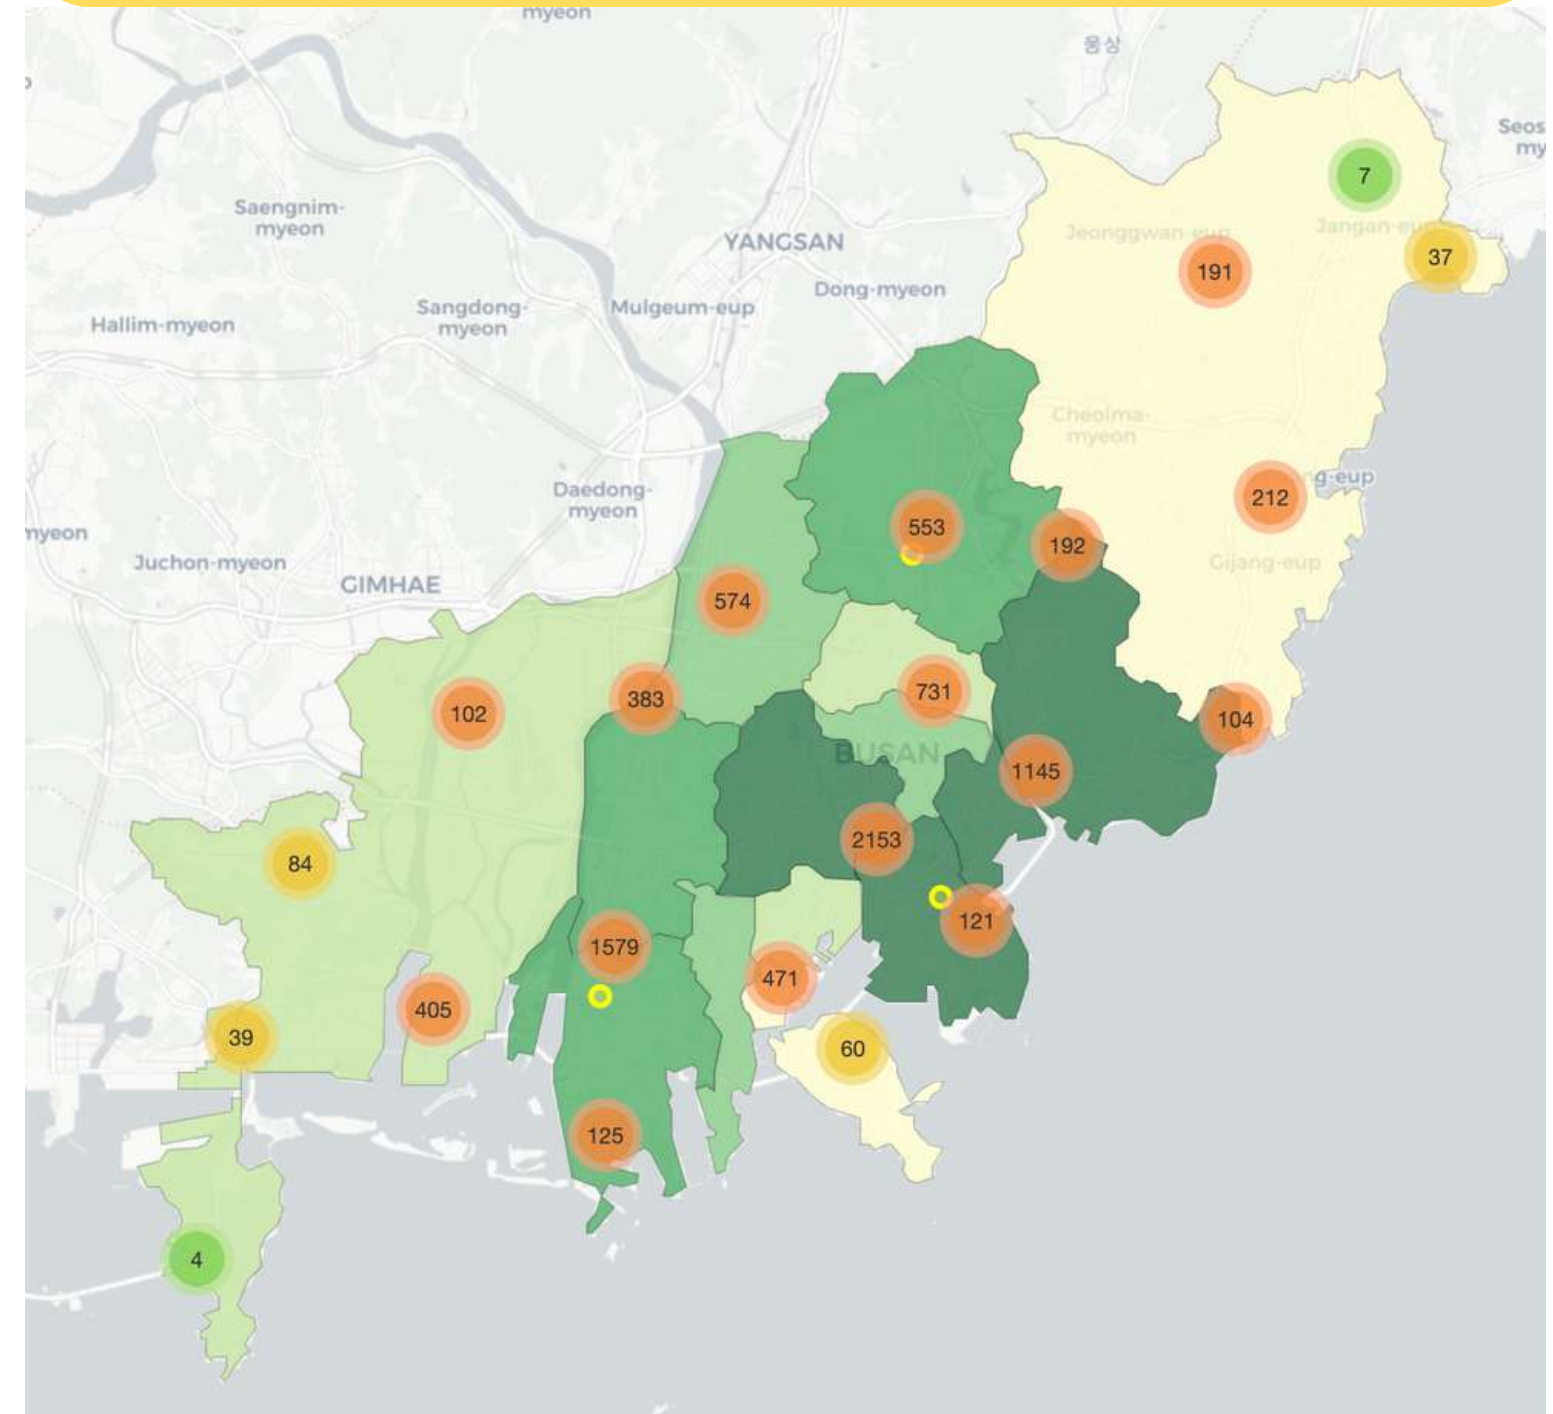 myeon
웅상
Seos
my
7
Saengnim-
myeon
Jeonggwan-eup
Jangan-eup
YANGSAN
37
191
Dong-myeon
Sangdong-
myeon
Mulgeum-eup
Hallim-myeon
Cheolma-
myeon
g-eup
Daedong-
myeon
212
553
myeon
192
Juchon-myeon
Gijang-eup
GIMHAE
574
731
383
102
104
BUSAN
1145
2153
84
121
1579
471
405
39
60
125
4